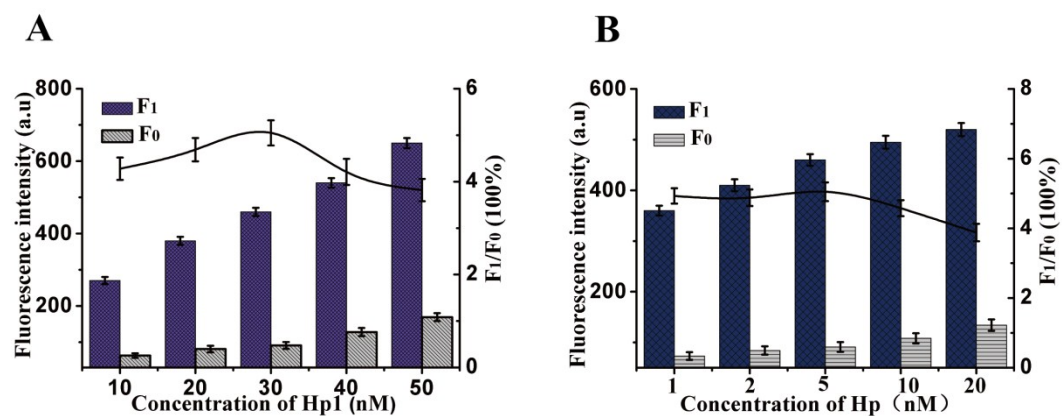 A
Fluorescence intensity (a.u)
800
600
400
200
F1
F0
6
4
2
0
F1/F0 (100%)
10 20 30 40 50
Concentration of Hp1 (nM)
B
Fluorescence intensity (a.u)
600
400
200
F1
F0
8
6
4
2
0
F1/F0 (100%)
1 2 5 10 20
Concentration of Hp（nM）